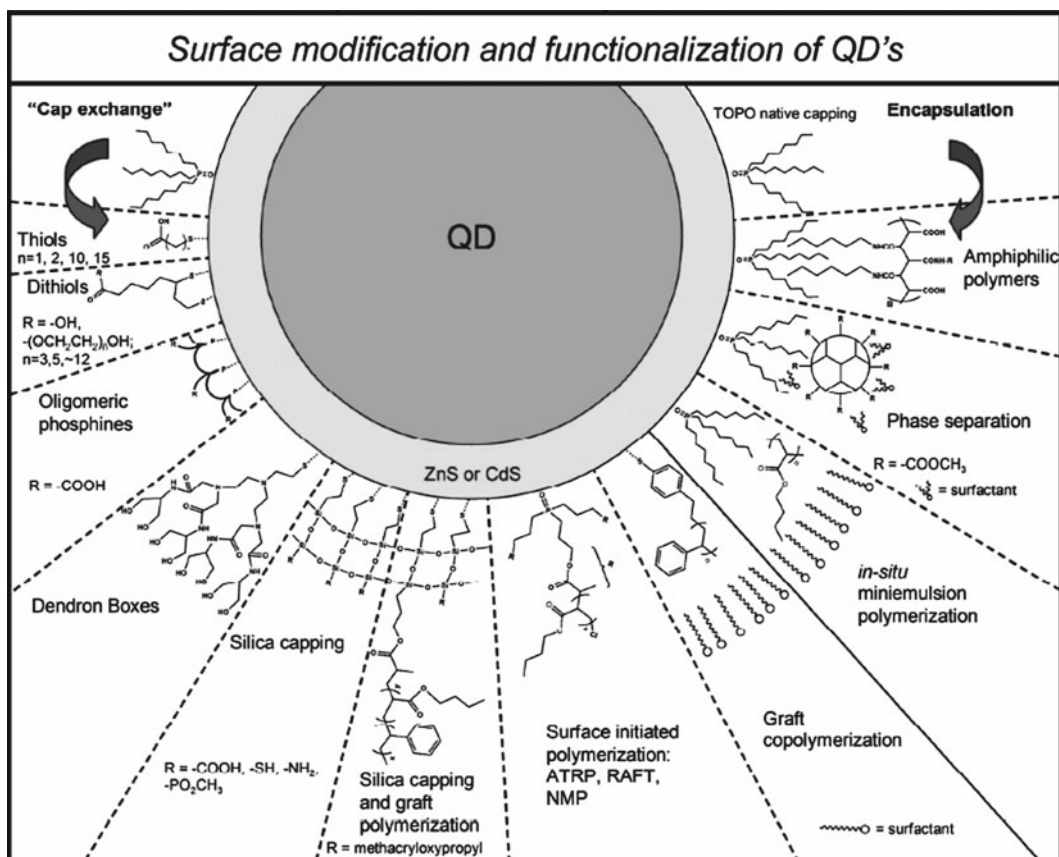 Surface modification and functionalization of QD's
"Cap exchange"
TOPO native capping
Encapsulation
QD
ZnS or CdS
Thiols
n=1, 2, 10, 15
Dithiols
R = -OH,
-(OCH₂CH₂)ₙOH;
n=3,5,~12
Oligomeric
phosphines
R = -COOH
Dendron Boxes
Silica capping
R = -COOH, -SH, -NH₂,
-PO₂CH₃
Silica capping
and graft
polymerization
R = methacryloxypropyl
Surface initiated
polymerization:
ATRP, RAFT,
NMP
Graft
copolymerization
= surfactant
in-situ
miniemulsion
polymerization
Phase separation
R = -COOCH₃
= surfactant
Amphiphilic
polymers